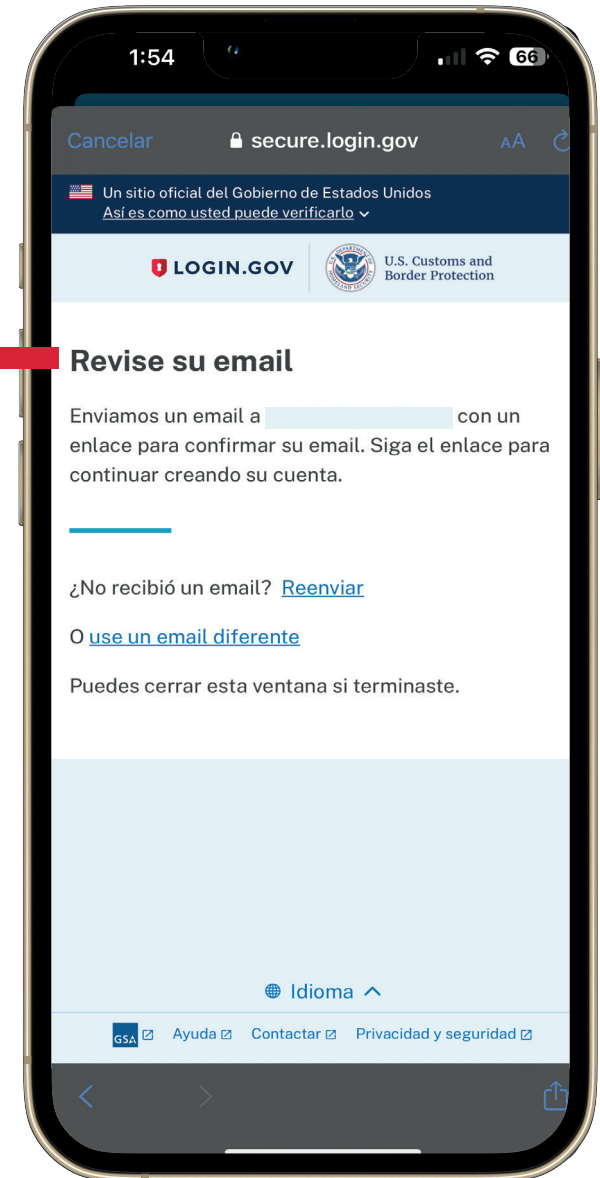 1:54 66
Cancelar secure.login.gov AA
Un sitio oficial del Gobierno de Estados Unidos
Así es como usted puede verificarlo
LOGIN.GOV
U.S. Customs and
Border Protection
Revise su email
Enviamos un email a con un
enlace para confirmar su email. Siga el enlace para
continuar creando su cuenta.
¿No recibió un email? Reenviar
O use un email diferente
Puedes cerrar esta ventana si terminaste.
Idioma
GSA Ayuda Contactar Privacidad y seguridad